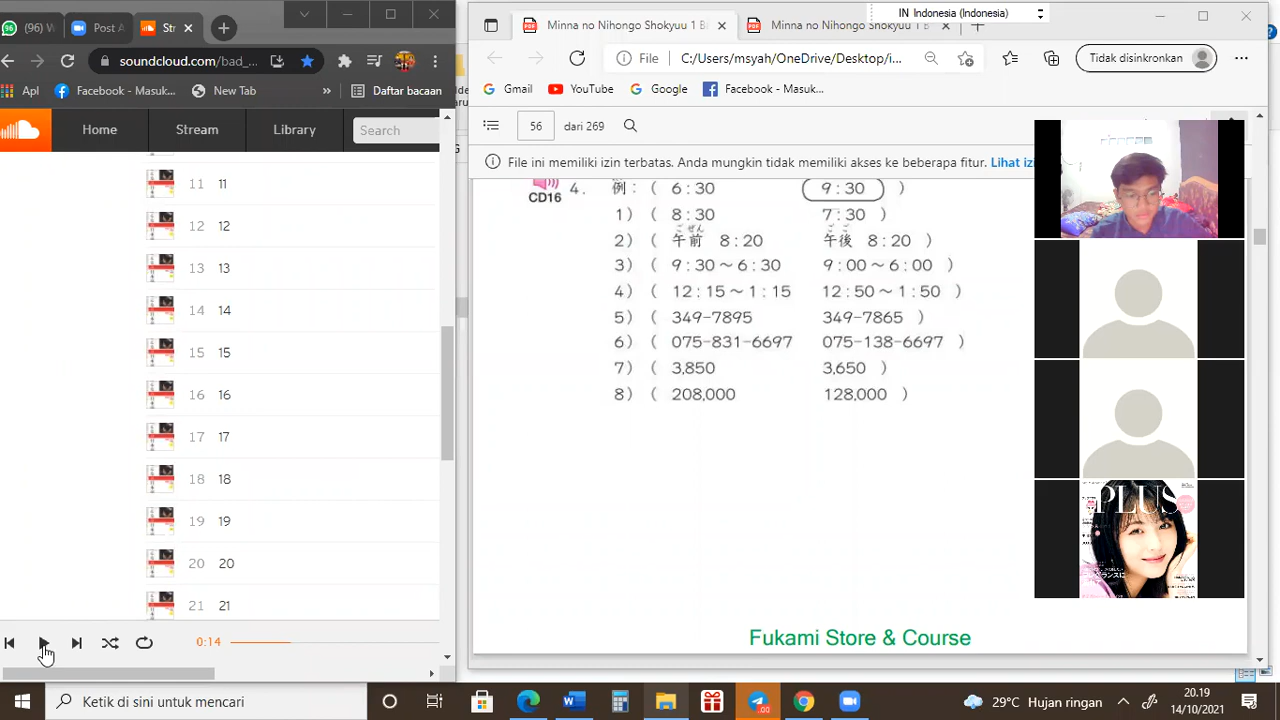 (96) W
Post A
Str
soundcloud.com/bad_...
Apl
Facebook - Masuk...
New Tab
»
Daftar bacaan
Home
Stream
Library
Search
11 11
12 12
13 13
14 14
15 15
16 16
17 17
18 18
19 19
20 20
21 21
0:14
Minna no Nihongo Shokyuu 1 B
Minna no Nihongo Shokyuu 1 B
IN Indonesia (Indonesia)
File
C:/Users/msyah/OneDrive/Desktop/i...
Tidak disinkronkan
Gmail
YouTube
Google
Facebook - Masuk...
56
dari 269
File ini memiliki izin terbatas. Anda mungkin tidak memiliki akses ke beberapa fitur.
Lihat izi
CD16
4. 例：( 6：30 9：30 )
1) ( 8：30 7：30 )
ごぜん ごご
2) ( 午前 8：20 午後 8：20 )
3) ( 9：30～6：30 9：00～6：00 )
4) ( 12：15～1：15 12：50～1：50 )
5) ( 349-7895 349-7865 )
6) ( 075-831-6697 075-138-6697 )
7) ( 3,850 3,650 )
8) ( 208,000 128,000 )
Fukami Store & Course
PLUS
Ketik di sini untuk mencari
29°C Hujan ringan
20.19
14/10/2021